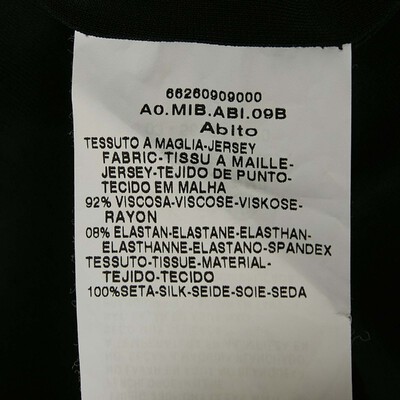 66260909000
A0.MIB.ABI.09B
Abito
TESSUTO A MAGLIA-JERSEY
FABRIC-TISSU A MAILLE-
JERSEY-TEJIDO DE PUNTO-
TECIDO EM MALHA
92% VISCOSA-VISCOSE-VISKOSE-
RAYON
08% ELASTAN-ELASTANE-ELASTHAN-
ELASTHANNE-ELASTANO-SPANDEX
TESSUTO-TISSUE-MATERIAL-
TEJIDO-TECIDO
100%SETA-SILK-SEIDE-SOIE-SEDA